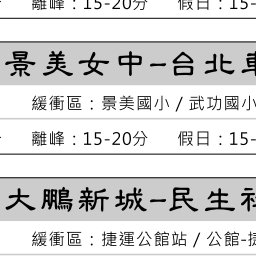 離峰：15-20分 假日：15-
景美女中-台北車
緩衝區：景美國小 / 武功國小
離峰：15-20分 假日：15-
大鵬新城-民生社
緩衝區：捷運公館站 / 公館-捷